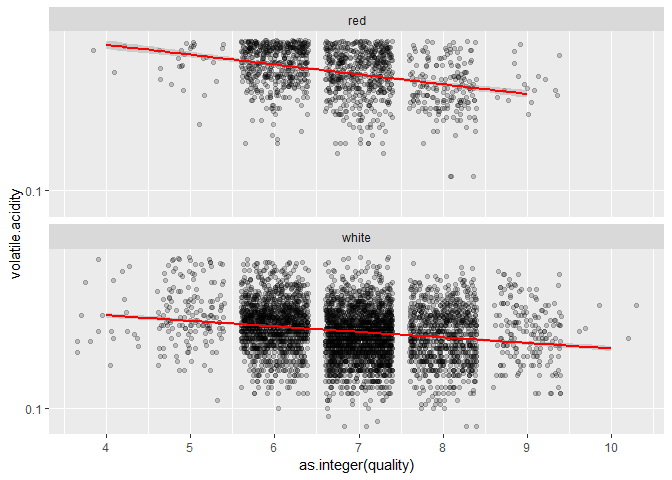 red
0.1
volatile.acidity
white
0.1
4 5 6 7 8 9 10
as.integer(quality)